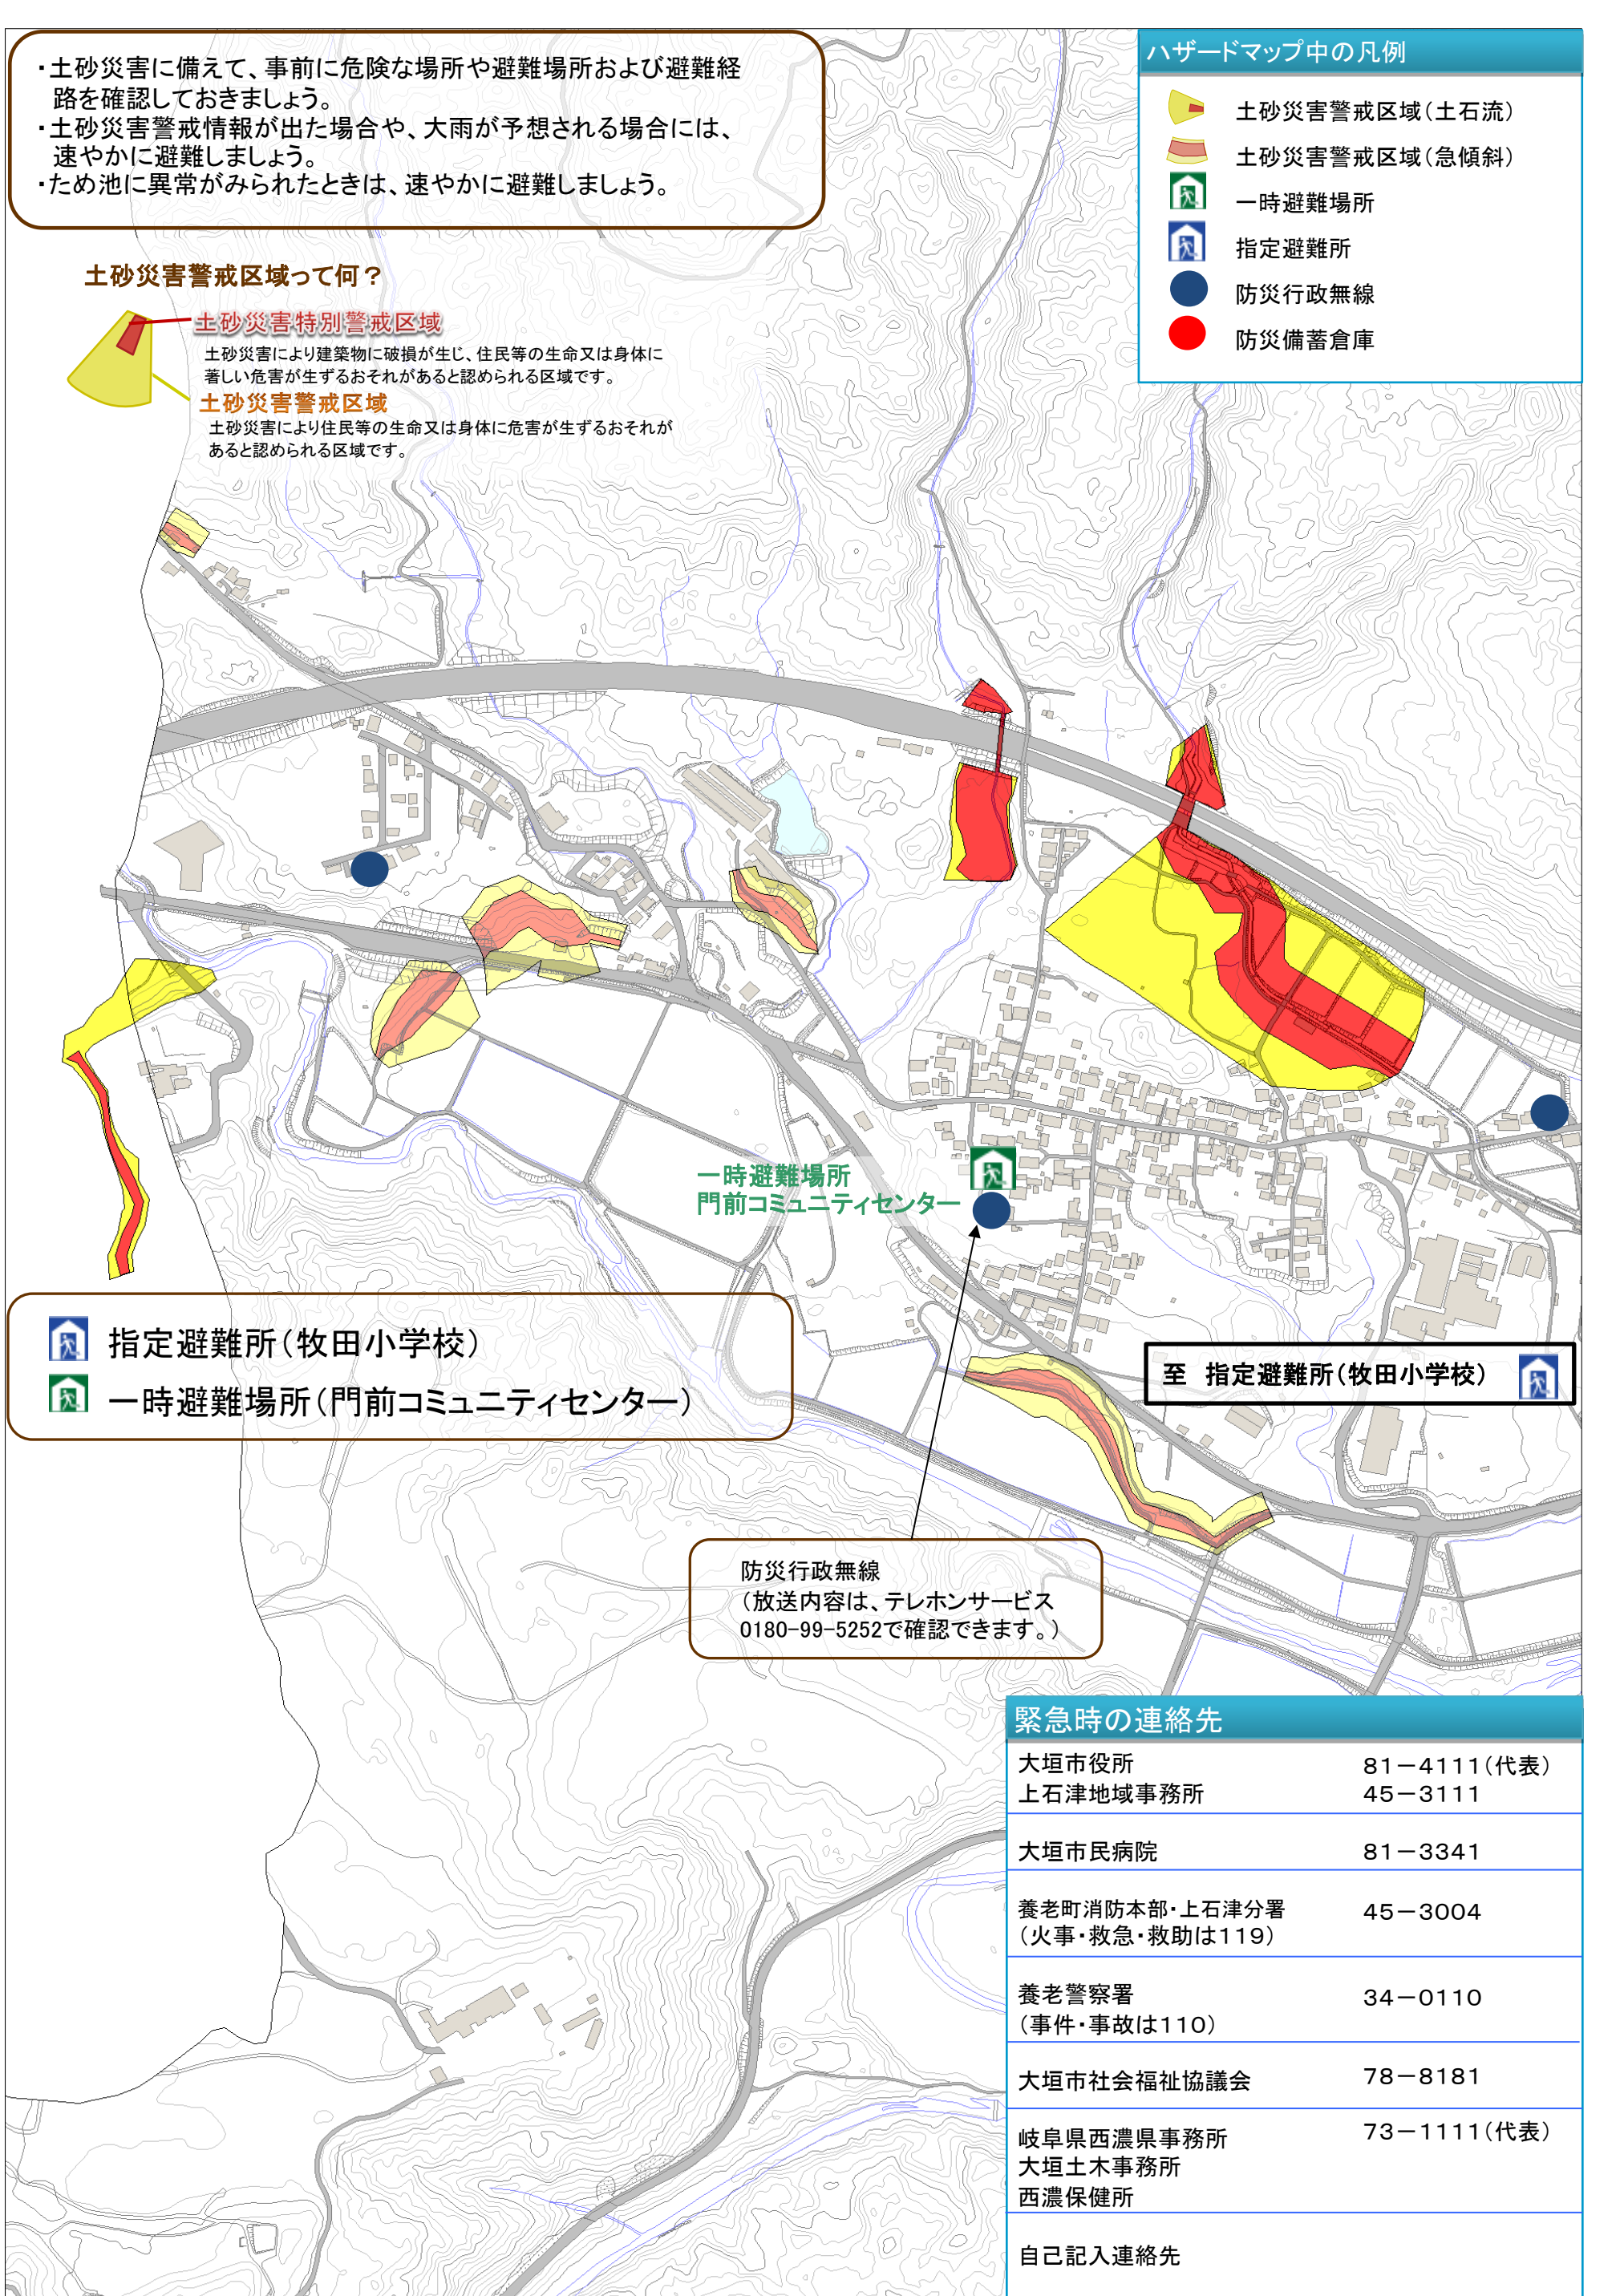 ・土砂災害に備えて、事前に危険な場所や避難場所および避難経
路を確認しておきましょう。
・土砂災害警戒情報が出た場合や、大雨が予想される場合には、
速やかに避難しましょう。
・ため池に異常がみられたときは、速やかに避難しましょう。
ハザードマップ中の凡例
土砂災害警戒区域（土石流）
土砂災害警戒区域（急傾斜）
一時避難場所
指定避難所
防災行政無線
防災備蓄倉庫
土砂災害警戒区域って何？
土砂災害特別警戒区域
土砂災害により建築物に破損が生じ、住民等の生命又は身体に
著しい危害が生ずるおそれがあると認められる区域です。
土砂災害警戒区域
土砂災害により住民等の生命又は身体に危害が生ずるおそれが
あると認められる区域です。
一時避難場所
門前コミュニティセンター
指定避難所（牧田小学校）
一時避難場所（門前コミュニティセンター）
至　指定避難所（牧田小学校）
防災行政無線
（放送内容は、テレホンサービス
0180-99-5252で確認できます。）
緊急時の連絡先
大垣市役所　81－4111（代表）
上石津地域事務所　45－3111
大垣市民病院　81－3341
養老町消防本部・上石津分署　45－3004
（火事・救急・救助は119）
養老警察署　34－0110
（事件・事故は110）
大垣市社会福祉協議会　78－8181
岐阜県西濃県事務所　73－1111（代表）
大垣土木事務所
西濃保健所
自己記入連絡先